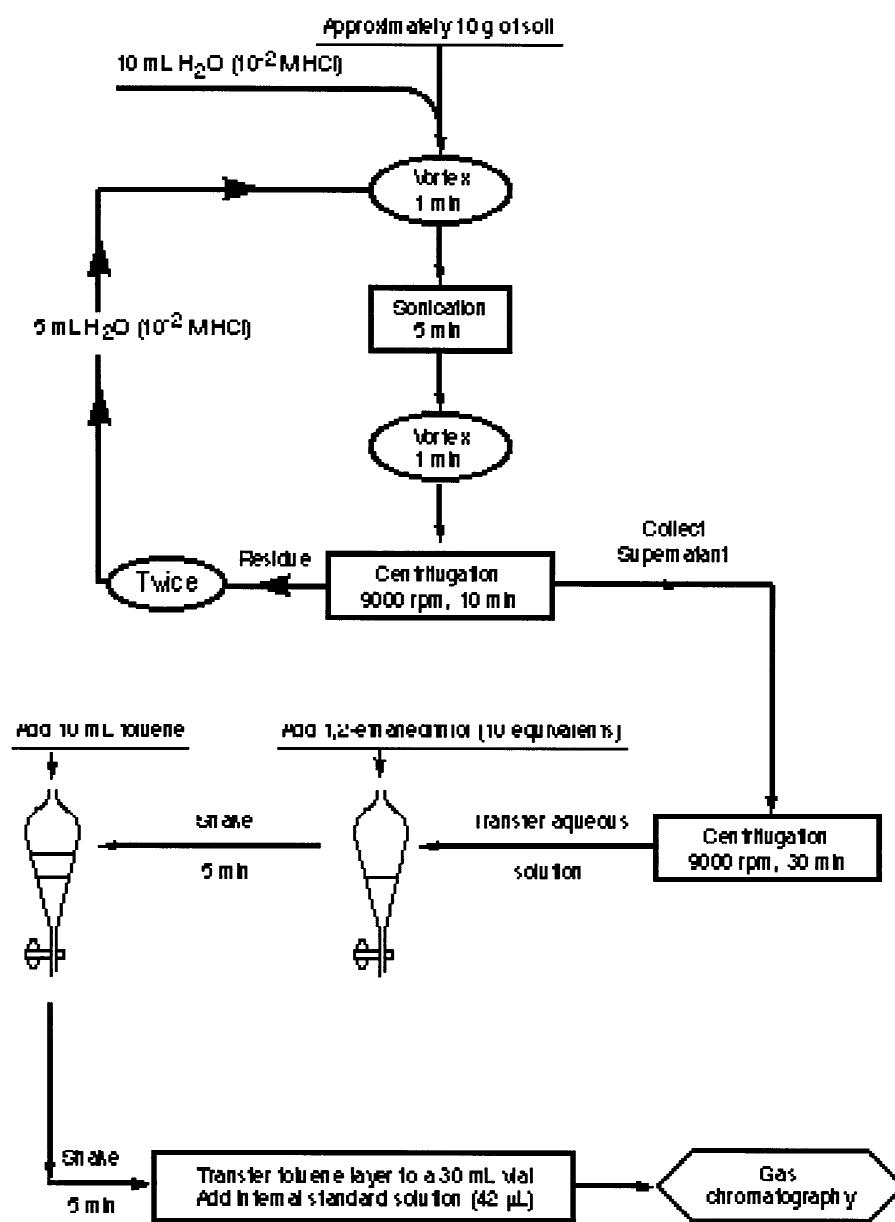 Approximately 10 g of soil
10 mL H2O (10-2 M HCl)
Vortex
1 min
Sonication
5 min
5 mL H2O (10-2 M HCl)
Vortex
1 min
Collect
Supernatant
Residue
Twice
Centrifugation
9000 rpm, 10 min
Add 10 mL toluene
Add 1,2-ethanedithiol (10 equivalents)
Shake
5 min
Transfer aqueous
solution
Centrifugation
9000 rpm, 30 min
Shake
5 min
Transfer toluene layer to a 30 mL vial
Add internal standard solution (42 µL)
Gas
chromatography